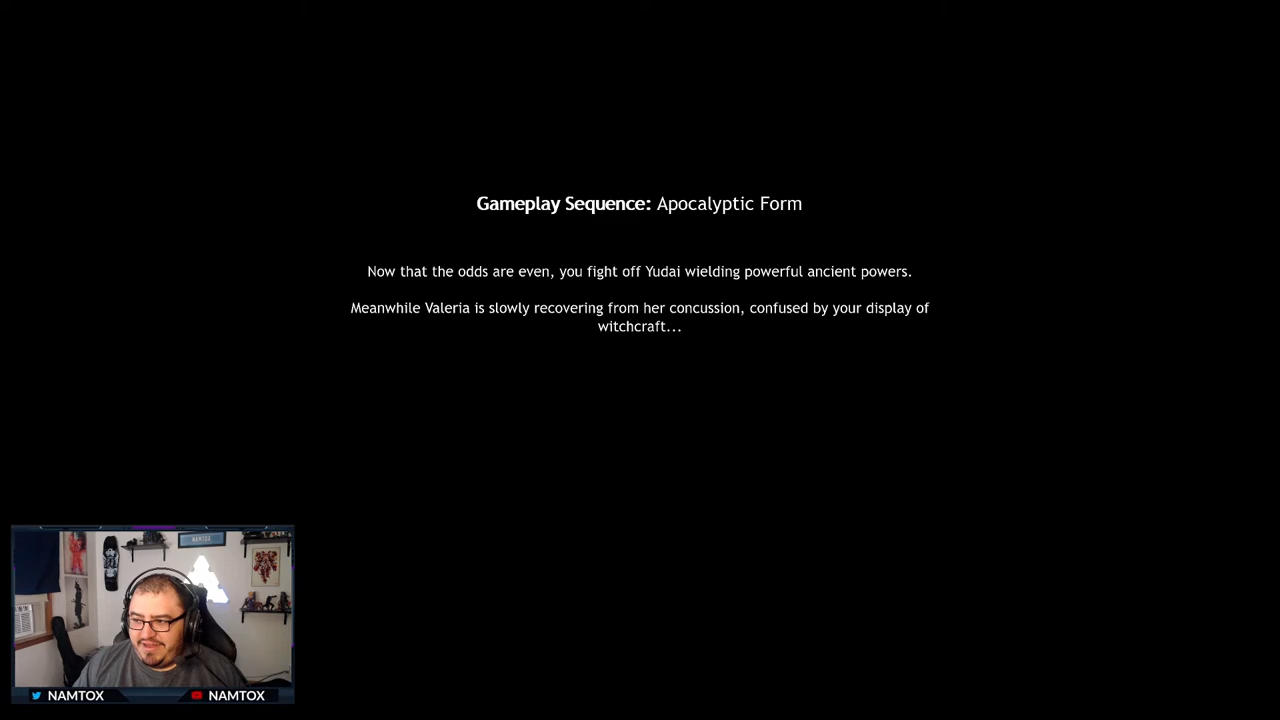 Gameplay Sequence: Apocalyptic Form
Now that the odds are even, you fight off Yudai wielding powerful ancient powers.
Meanwhile Valeria is slowly recovering from her concussion, confused by your display of
witchcraft...
NAMTOX
NAMTOX NAMTOX